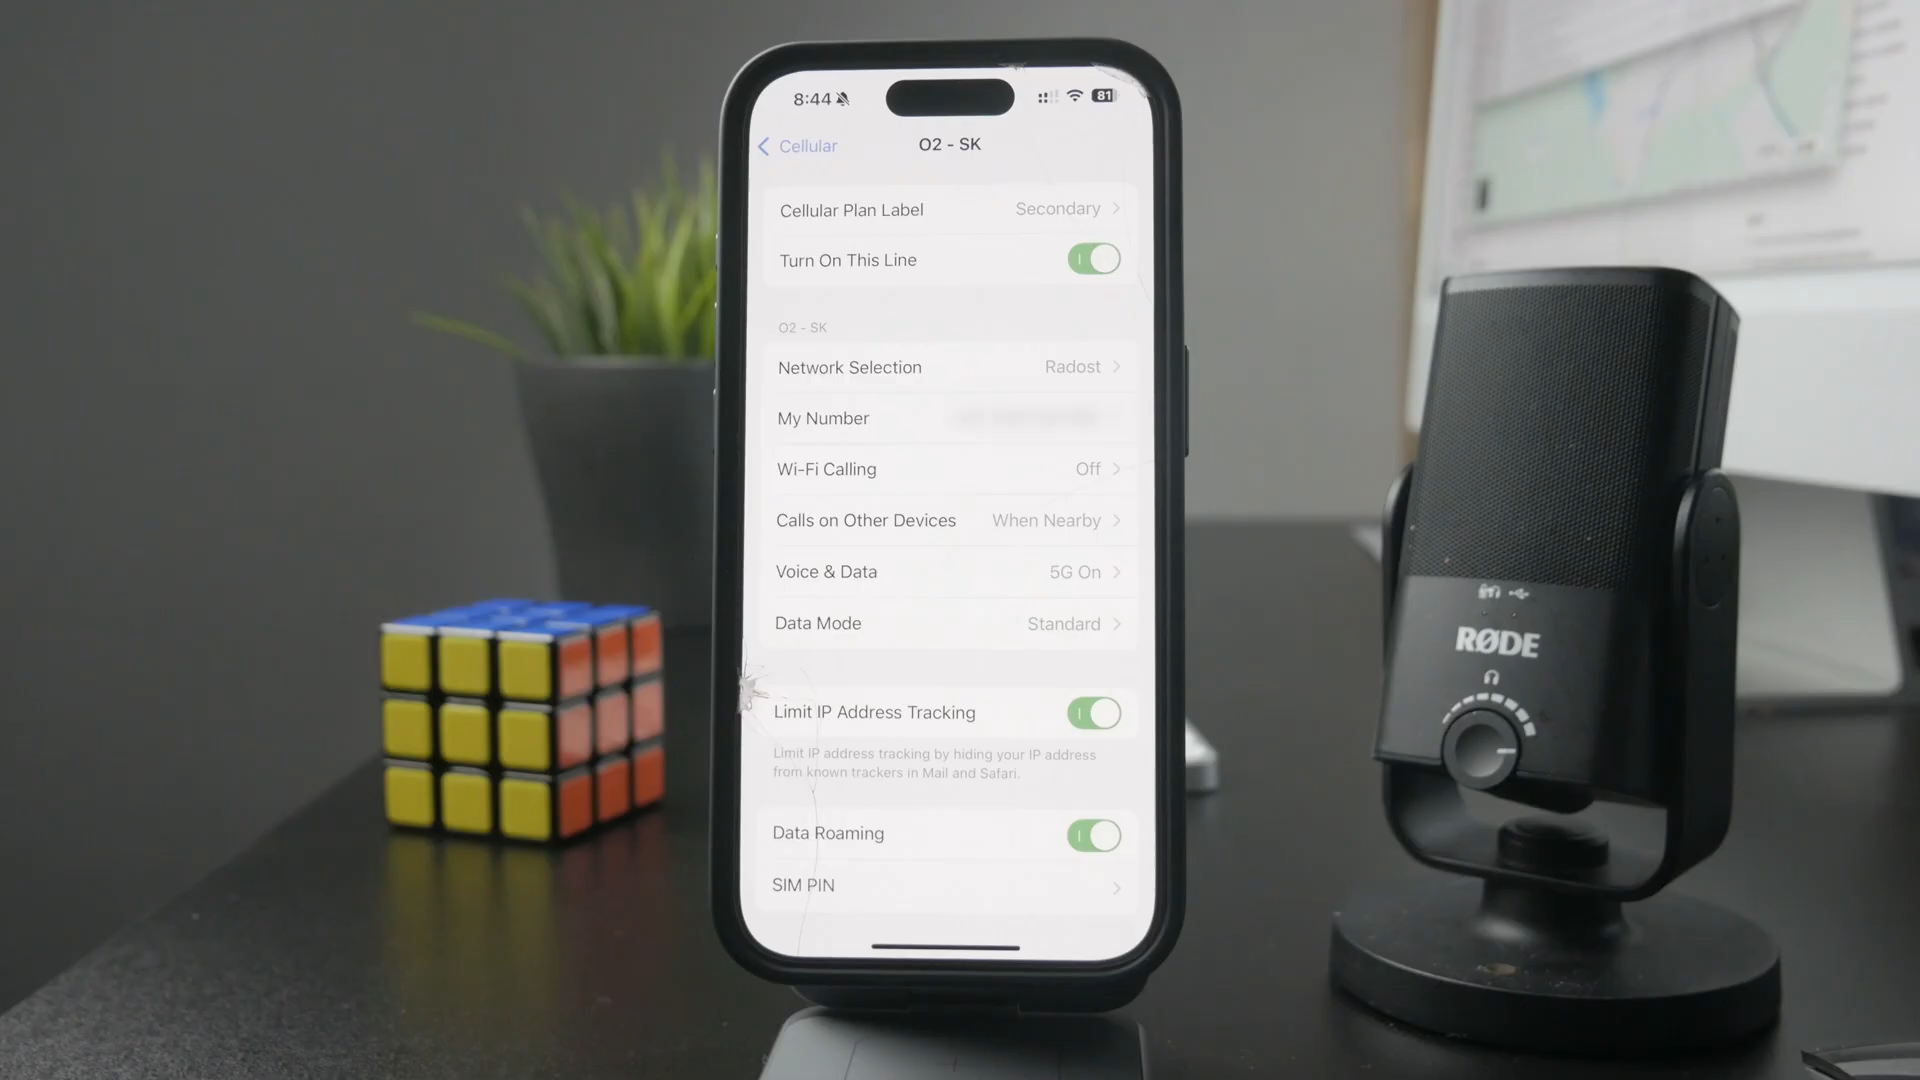 8:44
81
Cellular
O2 - SK
Cellular Plan Label Secondary
Turn On This Line
O2 - SK
Network Selection Radost
My Number
Wi-Fi Calling Off
Calls on Other Devices When Nearby
Voice & Data 5G On
Data Mode Standard
Limit IP Address Tracking
Limit IP address tracking by hiding your IP address
from known trackers in Mail and Safari.
Data Roaming
SIM PIN
RØDE